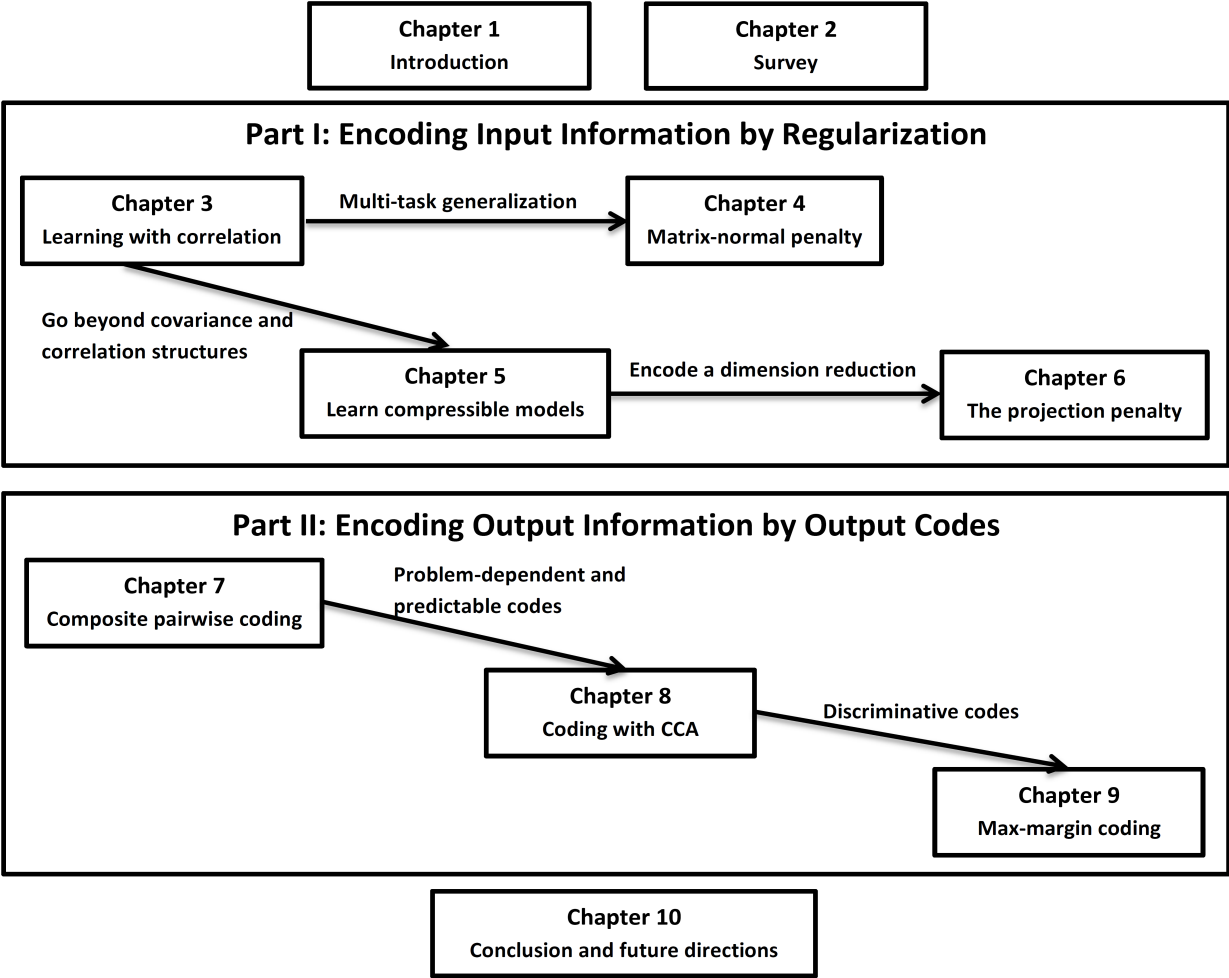 Chapter 1
Introduction
Chapter 2
Survey
Part I: Encoding Input Information by Regularization
Chapter 3
Learning with correlation
Multi-task generalization
Chapter 4
Matrix-normal penalty
Go beyond covariance and
correlation structures
Chapter 5
Learn compressible models
Encode a dimension reduction
Chapter 6
The projection penalty
Part II: Encoding Output Information by Output Codes
Chapter 7
Composite pairwise coding
Problem-dependent and
predictable codes
Chapter 8
Coding with CCA
Discriminative codes
Chapter 9
Max-margin coding
Chapter 10
Conclusion and future directions